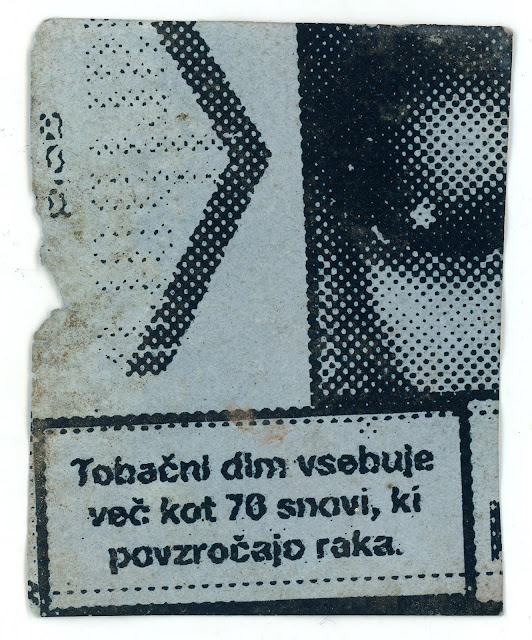 Tobačni dim vsebuje
več kot 70 snovi, ki
povzročajo raka.